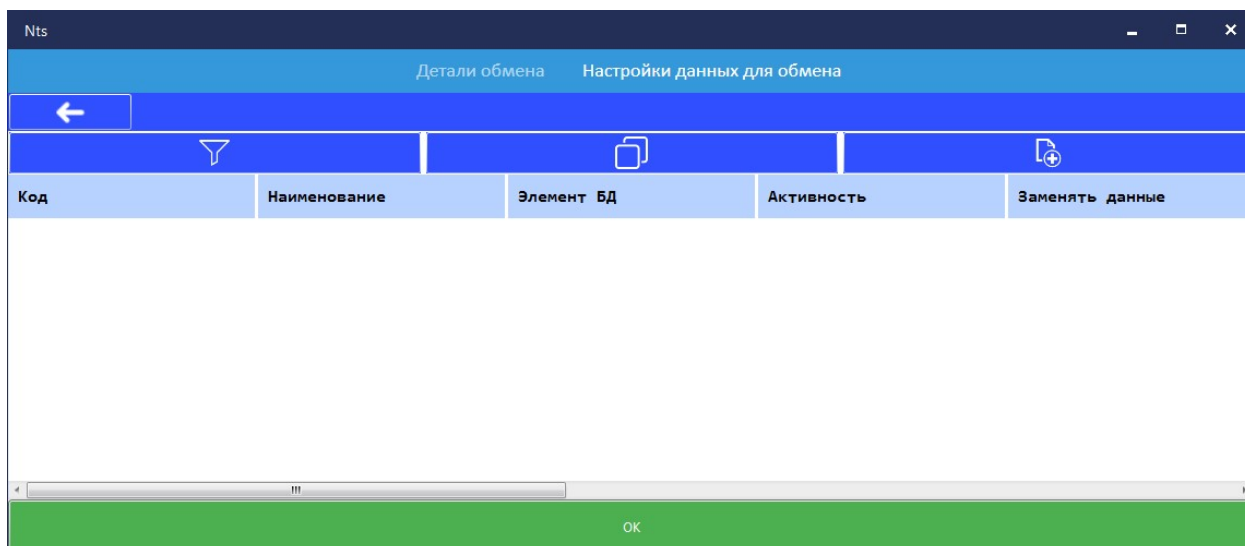 Nts
Детали обмена Настройки данных для обмена
Код Наименование Элемент БД Активность Заменять данные
OK